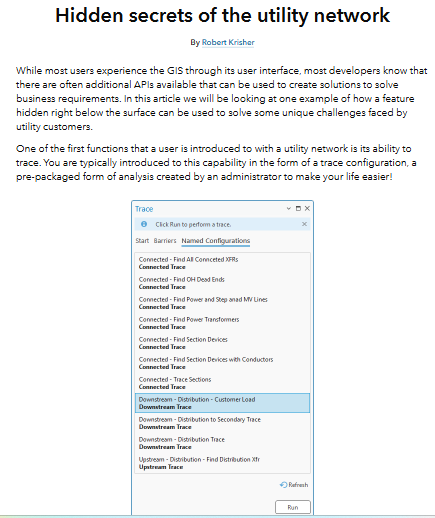 Hidden secrets of the utility network
By Robert Krisher
While most users experience the GIS through its user interface, most developers know that
there are often additional APIs available that can be used to create solutions to solve
business requirements. In this article we will be looking at one example of how a feature
hidden right below the surface can be used to solve some unique challenges faced by
utility customers.
One of the first functions that a user is introduced to with a utility network is its ability to
trace. You are typically introduced to this capability in the form of a trace configuration, a
pre-packaged form of analysis created by an administrator to make your life easier!
Trace
Click Run to perform a trace.
Start Barriers Named Configurations
Connected - Find All Connceted XFRs
Connected Trace
Connected - Find OH Dead Ends
Connected Trace
Connected - Find Power and Step anad MV Lines
Connected Trace
Connected - Find Power Transformers
Connected Trace
Connected - Find Section Devices
Connected Trace
Connected - Find Section Devices with Conductors
Connected Trace
Connected - Trace Sections
Connected Trace
Downstream - Distribution - Customer Load
Downstream Trace
Downstream - Distribution to Secondary Trace
Downstream Trace
Downstream - Distribution Trace
Downstream Trace
Upstream - Distribution - Find Distribution Xfr
Upstream Trace
Refresh
Run